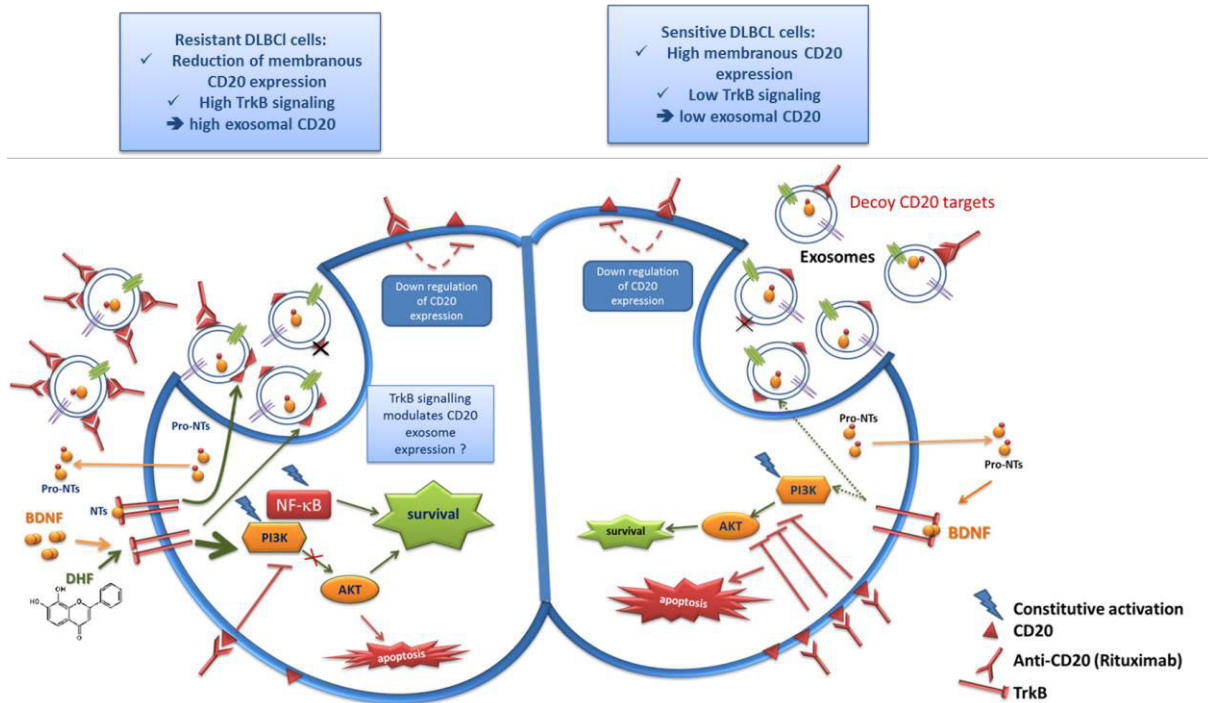 Resistant DLBCl cells:
✓ Reduction of membranous
CD20 expression
✓ High TrkB signaling
➔ high exosomal CD20
Sensitive DLBCL cells:
✓ High membranous CD20
expression
✓ Low TrkB signaling
➔ low exosomal CD20
Decoy CD20 targets
Exosomes
Down regulation
of CD20
expression
Down regulation
of CD20
expression
TrkB signalling
modulates CD20
exosome
expression ?
Pro-NTs
Pro-NTs
NTs
BDNF
DHF
HO
OH
O
O
NF-κB
PI3K
AKT
survival
apoptosis
Pro-NTs
Pro-NTs
PI3K
AKT
survival
apoptosis
BDNF
Constitutive activation
CD20
Anti-CD20 (Rituximab)
TrkB